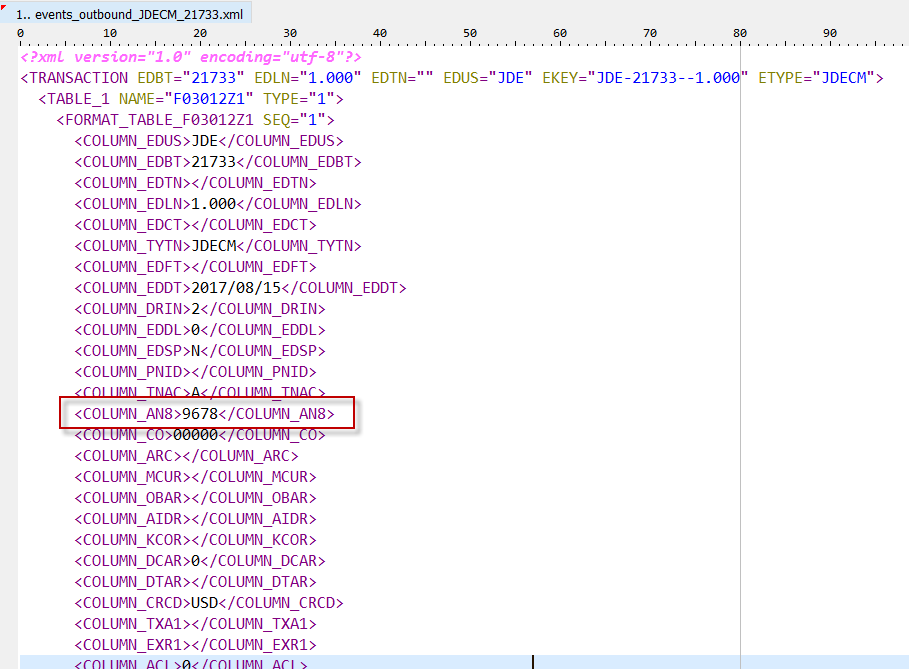 1.. events_outbound_JDECM_21733.xml
0 10 20 30 40 50 60 70 80 90
<?xml version="1.0" encoding="utf-8"?>
<TRANSACTION EDBT="21733" EDLN="1.000" EDTN="" EDUS="JDE" EKEY="JDE-21733--1.000" ETYPE="JDECM">
<TABLE_1 NAME="F03012Z1" TYPE="1">
<FORMAT_TABLE_F03012Z1 SEQ="1">
<COLUMN_EDUS>JDE</COLUMN_EDUS>
<COLUMN_EDBT>21733</COLUMN_EDBT>
<COLUMN_EDTN></COLUMN_EDTN>
<COLUMN_EDLN>1.000</COLUMN_EDLN>
<COLUMN_EDCT></COLUMN_EDCT>
<COLUMN_TYTN>JDECM</COLUMN_TYTN>
<COLUMN_EDFT></COLUMN_EDFT>
<COLUMN_EDDT>2017/08/15</COLUMN_EDDT>
<COLUMN_DRIN>2</COLUMN_DRIN>
<COLUMN_EDDL>0</COLUMN_EDDL>
<COLUMN_EDSP>N</COLUMN_EDSP>
<COLUMN_PNID></COLUMN_PNID>
<COLUMN_TNAC>A</COLUMN_TNAC>
<COLUMN_AN8>9678</COLUMN_AN8>
<COLUMN_CO>00000</COLUMN_CO>
<COLUMN_ARC></COLUMN_ARC>
<COLUMN_MCUR></COLUMN_MCUR>
<COLUMN_OBAR></COLUMN_OBAR>
<COLUMN_AIDR></COLUMN_AIDR>
<COLUMN_KCOR></COLUMN_KCOR>
<COLUMN_DCAR>0</COLUMN_DCAR>
<COLUMN_DTAR></COLUMN_DTAR>
<COLUMN_CRCD>USD</COLUMN_CRCD>
<COLUMN_TXA1></COLUMN_TXA1>
<COLUMN_EXR1></COLUMN_EXR1>
<COLUMN_ACL>0</COLUMN_ACL>